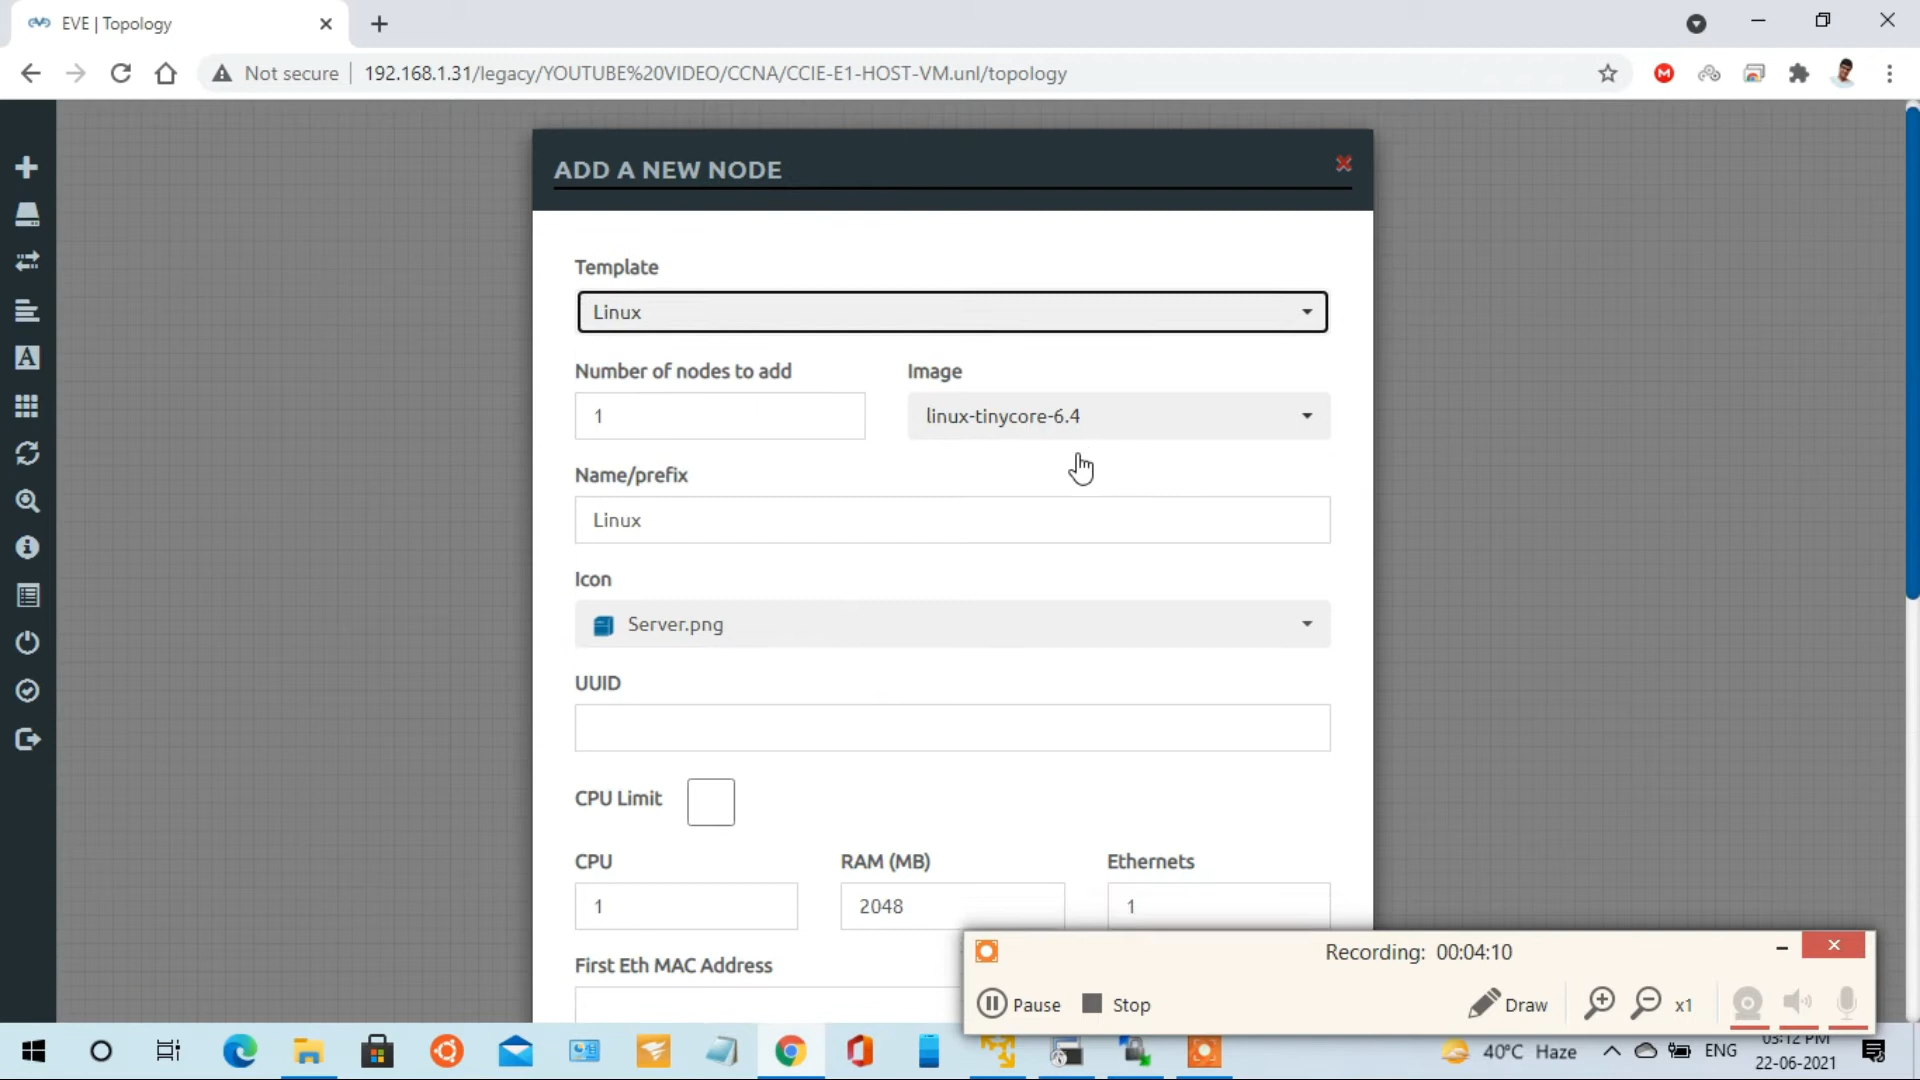 EVE | Topology
Not secure
192.168.1.31/legacy/YOUTUBE%20VIDEO/CCNA/CCIE-E1-HOST-VM.unl/topology
ADD A NEW NODE
Template
Linux
Number of nodes to add
Image
1
linux-tinycore-6.4
Name/prefix
Linux
Icon
Server.png
UUID
CPU Limit
CPU
RAM (MB)
Ethernets
1
2048
1
First Eth MAC Address
Recording: 00:04:10
Pause
Stop
Draw
x1
40°C Haze
ENG
03:12 PM
22-06-2021